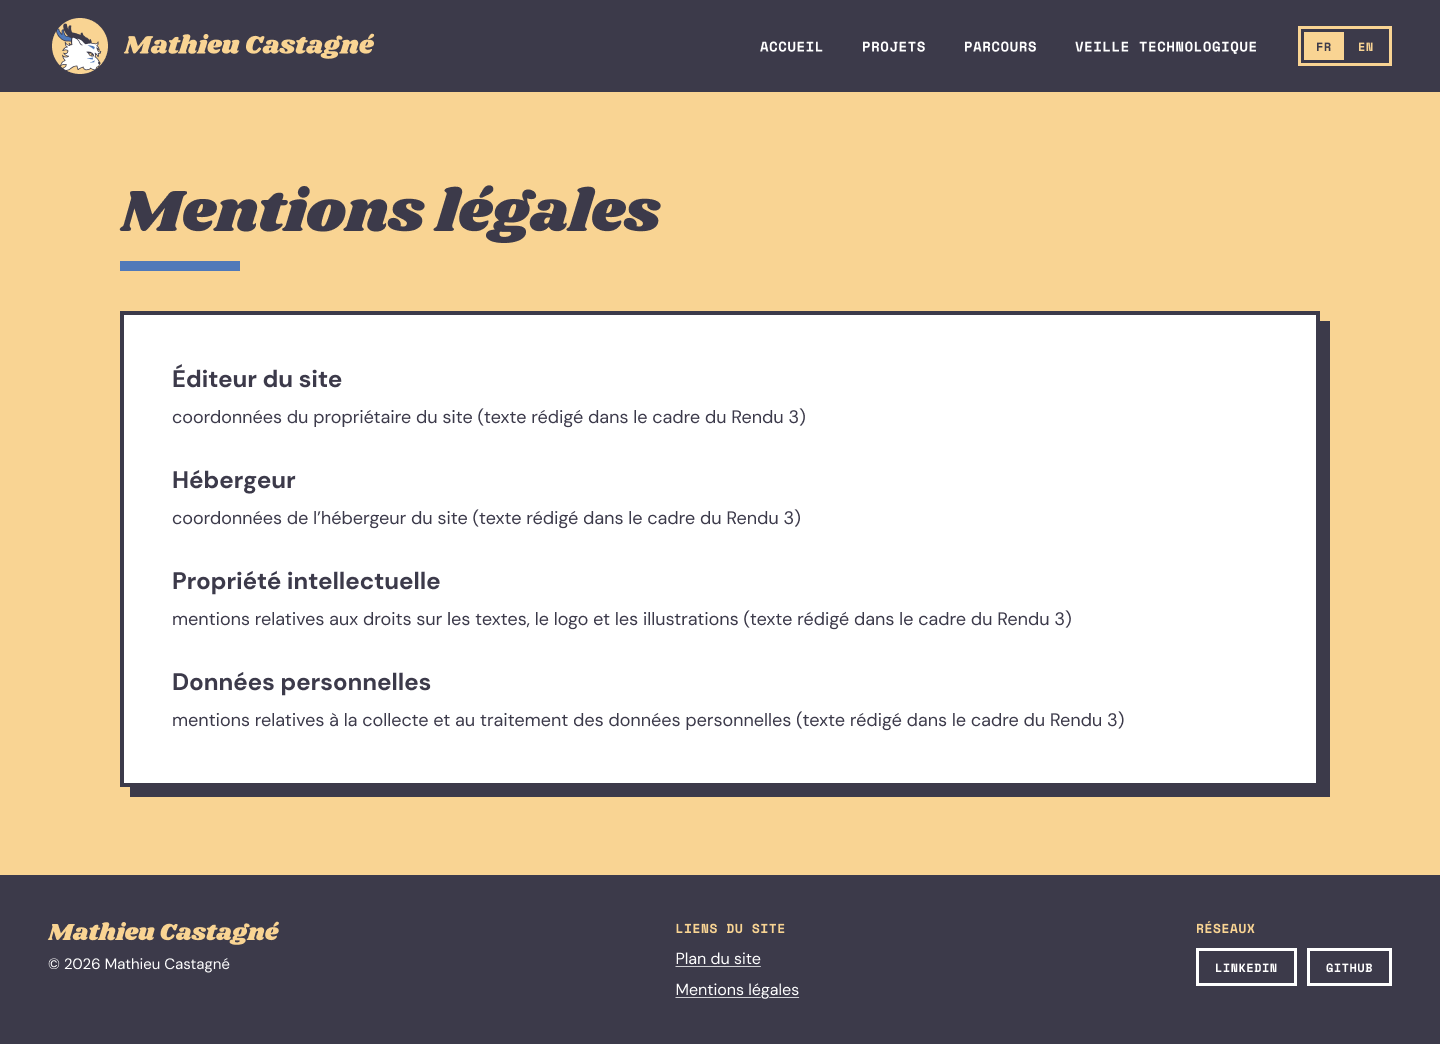 Mathieu Castagné
ACCUEIL PROJETS PARCOURS VEILLE TECHNOLOGIQUE FR EN
Mentions légales
Éditeur du site
coordonnées du propriétaire du site (texte rédigé dans le cadre du Rendu 3)
Hébergeur
coordonnées de l’hébergeur du site (texte rédigé dans le cadre du Rendu 3)
Propriété intellectuelle
mentions relatives aux droits sur les textes, le logo et les illustrations (texte rédigé dans le cadre du Rendu 3)
Données personnelles
mentions relatives à la collecte et au traitement des données personnelles (texte rédigé dans le cadre du Rendu 3)
Mathieu Castagné
© 2026 Mathieu Castagné
LIENS DU SITE
Plan du site
Mentions légales
RÉSEAUX
LINKEDIN GITHUB